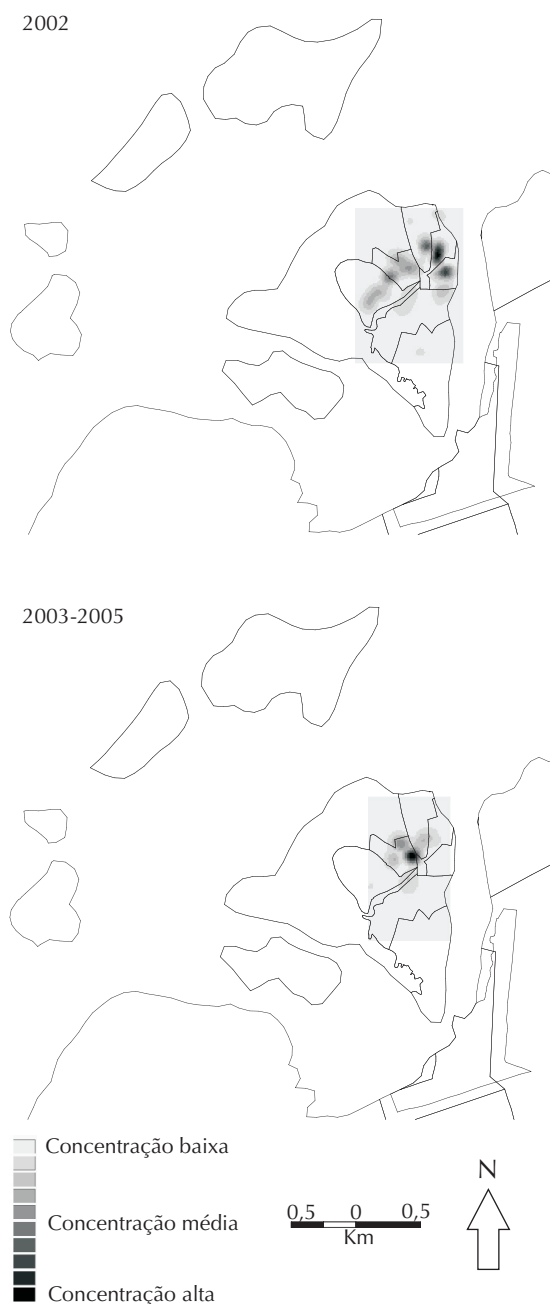 2002
2003-2005
Concentração baixa
Concentração média
Concentração alta
0,5 0 0,5
Km
N